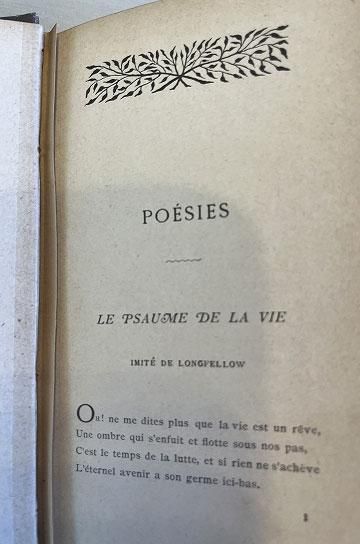 POÉSIES
LE PSAUME DE LA VIE
IMITÉ DE LONGFELLOW
Oh! ne me dites plus que la vie est un rêve,
Une ombre qui s'enfuit et flotte sous nos pas,
C'est le temps de la lutte, et si rien ne s'achève
L'éternel avenir a son germe ici-bas.
1